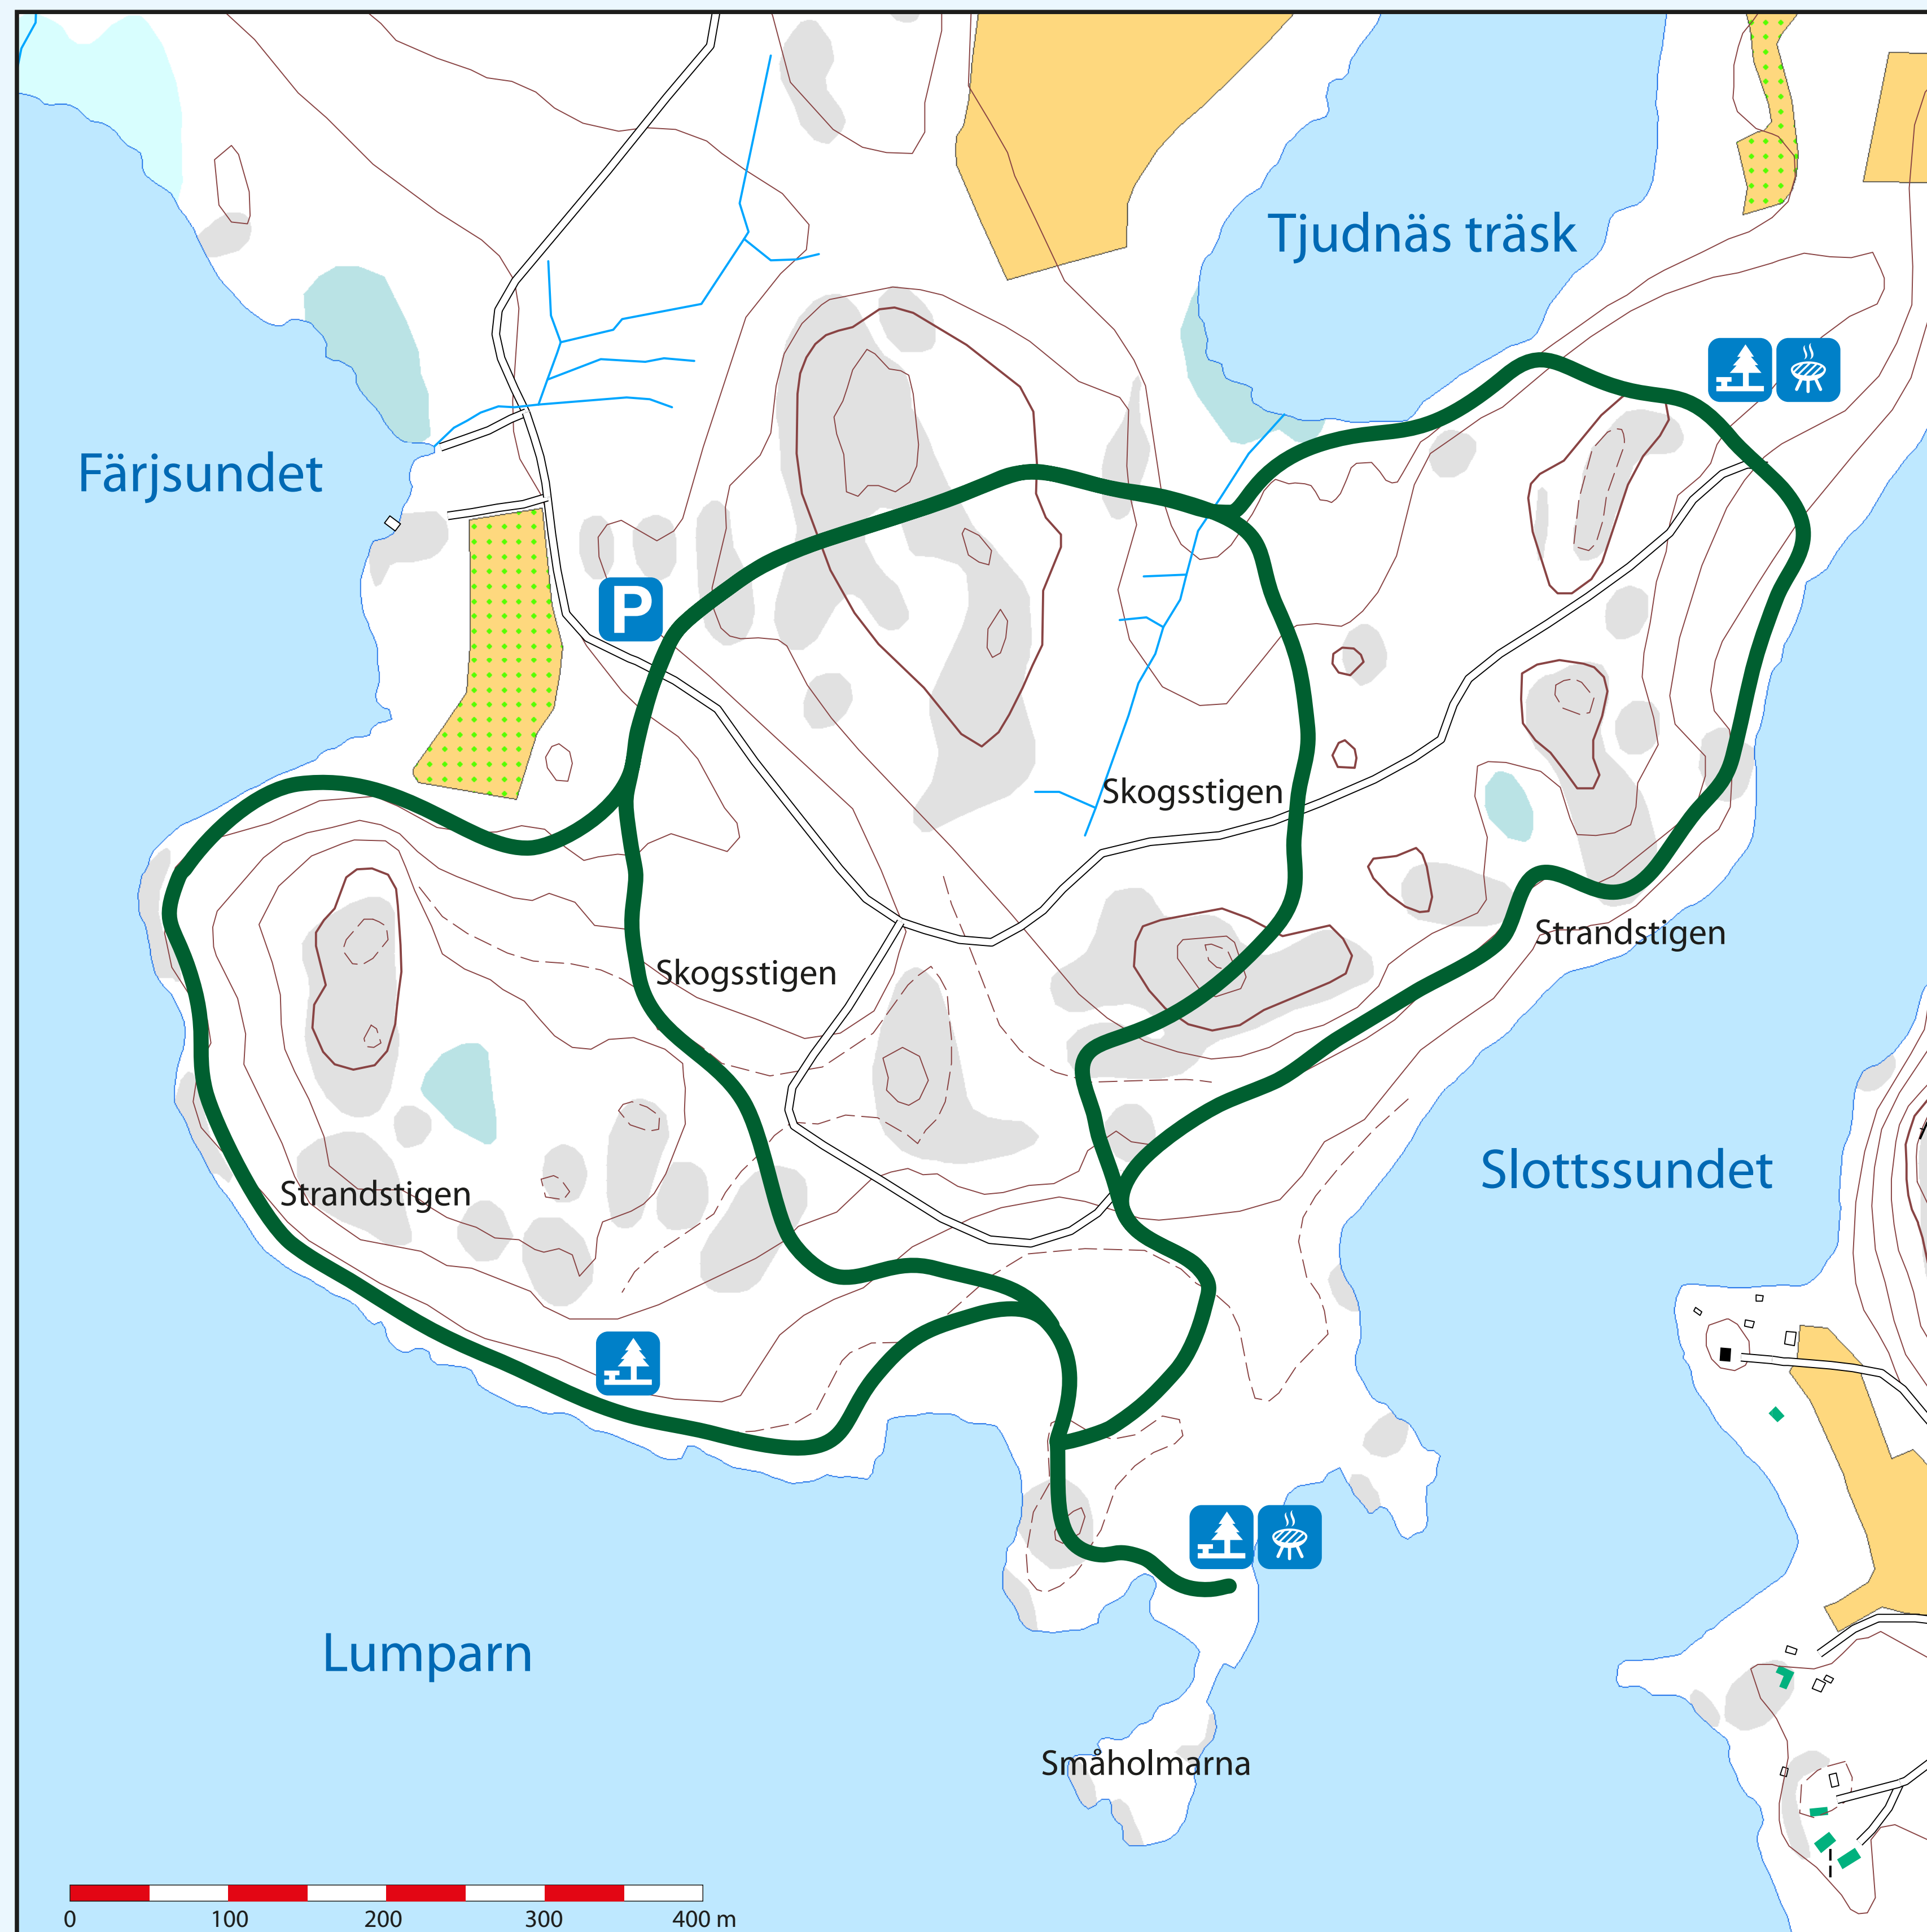 Tjudnäs träsk
Färjsundet
P
Skogsstigen
Strandstigen
Skogsstigen
Slottssundet
Strandstigen
Lumparn
Småholmarna
0 100 200 300 400 m